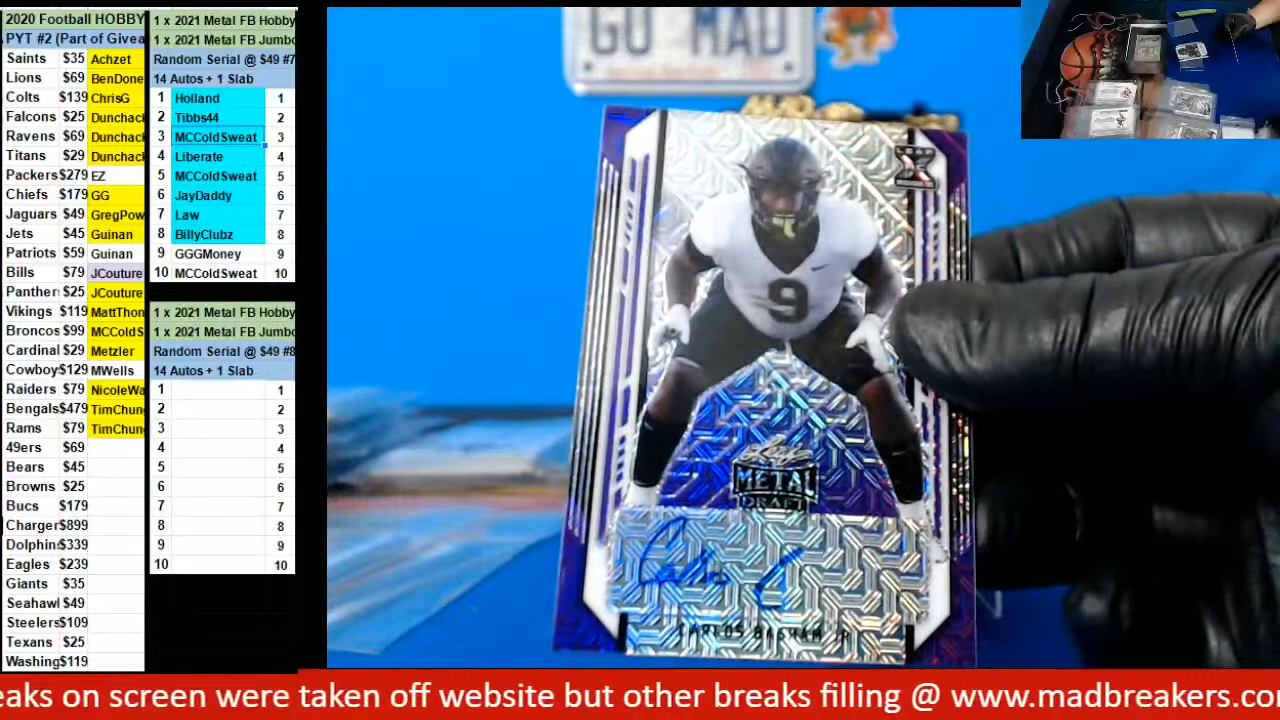 2020 Football HOBBY
PYT #2 (Part of Givea
Saints $35 Achzet
Lions $69 BenDone
Colts $139 ChrisG
Falcons $25 Dunchack
Ravens $69 Dunchack
Titans $29 Dunchack
Packers $279 EZ
Chiefs $179 GG
Jaguars $49 GregPow
Jets $45 Guinan
Patriots $59 Guinan
Bills $79 JCouture
Panther $25 JCouture
Vikings $119 MattThon
Broncos $99 MCColdS
Cardinal $29 Metzler
Cowboy $129 MWells
Raiders $79 NicoleWa
Bengals $479 TimChung
Rams $79 TimChung
49ers $69
Bears $45
Browns $25
Bucs $179
Charger $899
Dolphin $339
Eagles $239
Giants $35
Seahawl $49
Steelers $109
Texans $25
Washing $119
1 x 2021 Metal FB Hobby
1 x 2021 Metal FB Jumbo
Random Serial @ $49 #7
14 Autos + 1 Slab
1 Holland 1
2 Tibbs44 2
3 MCColdSweat 3
4 Liberate 4
5 MCColdSweat 5
6 JayDaddy 6
7 Law 7
8 BillyClubz 8
9 GGGMoney 9
10 MCColdSweat 10
1 x 2021 Metal FB Hobby
1 x 2021 Metal FB Jumbo
Random Serial @ $49 #8
14 Autos + 1 Slab
1 1
2 2
3 3
4 4
5 5
6 6
7 7
8 8
9 9
10 10
GO MAD
9
Leaf
METAL
DRAFT
CARLOS BASHAM JR
eaks on screen were taken off website but other breaks filling @ www.madbreakers.co